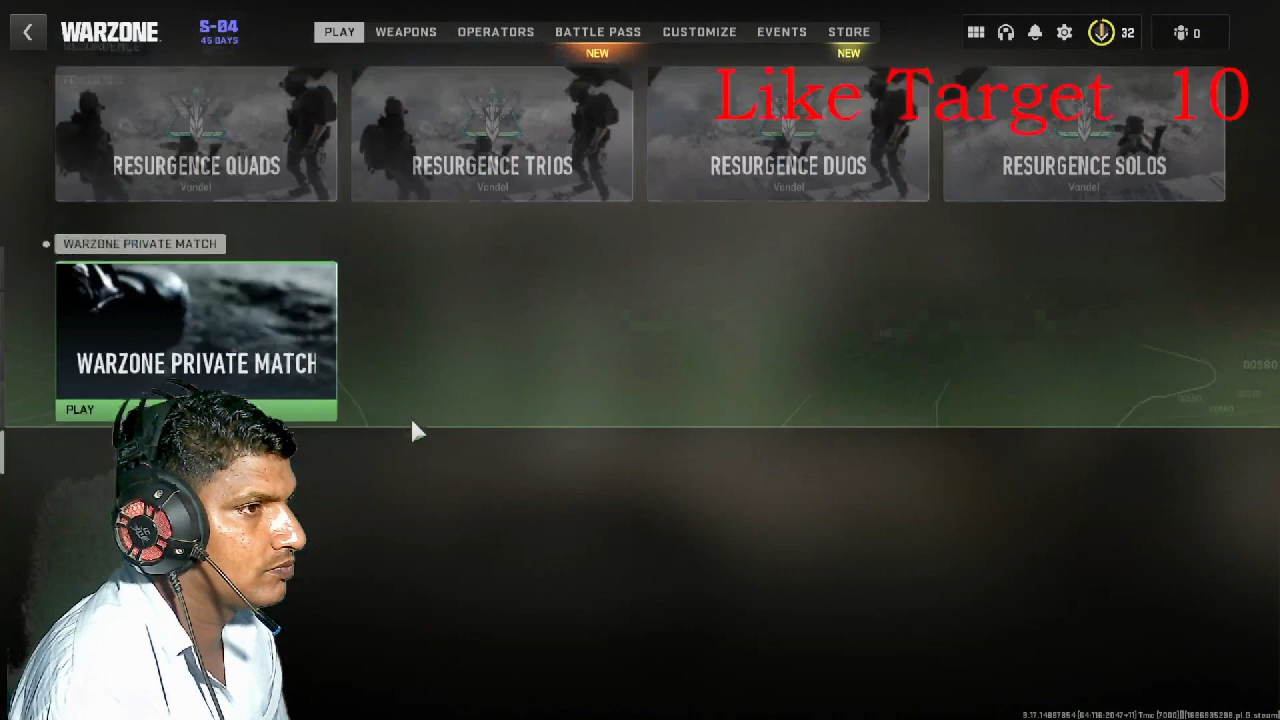 WARZONE
S-04
45 DAYS
PLAY
WEAPONS
OPERATORS
BATTLE PASS
NEW
CUSTOMIZE
EVENTS
STORE
NEW
32
0
Like Target 10
RESURGENCE QUADS
Vondel
RESURGENCE TRIOS
Vondel
RESURGENCE DUOS
Vondel
RESURGENCE SOLOS
Vondel
WARZONE PRIVATE MATCH
WARZONE PRIVATE MATCH
PLAY
00580